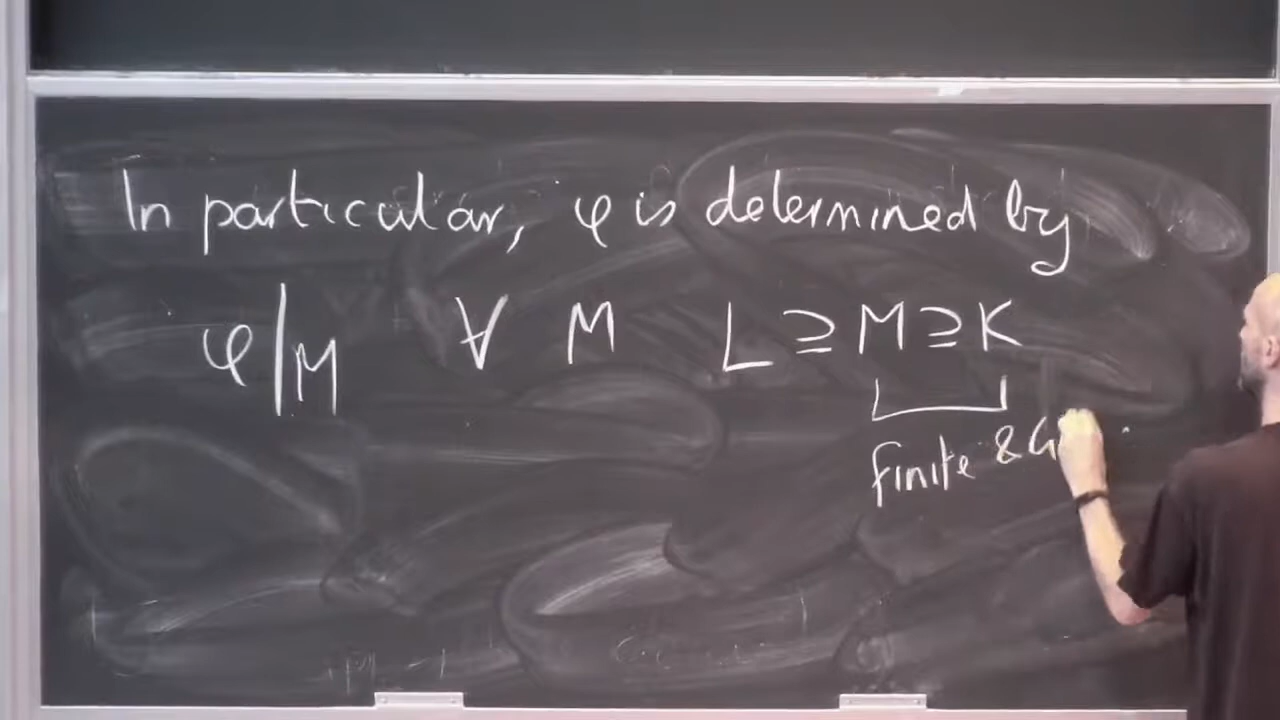 In particular, φ is determined by
φ|M ∀ M L ⊇ M ⊇ K
finite &